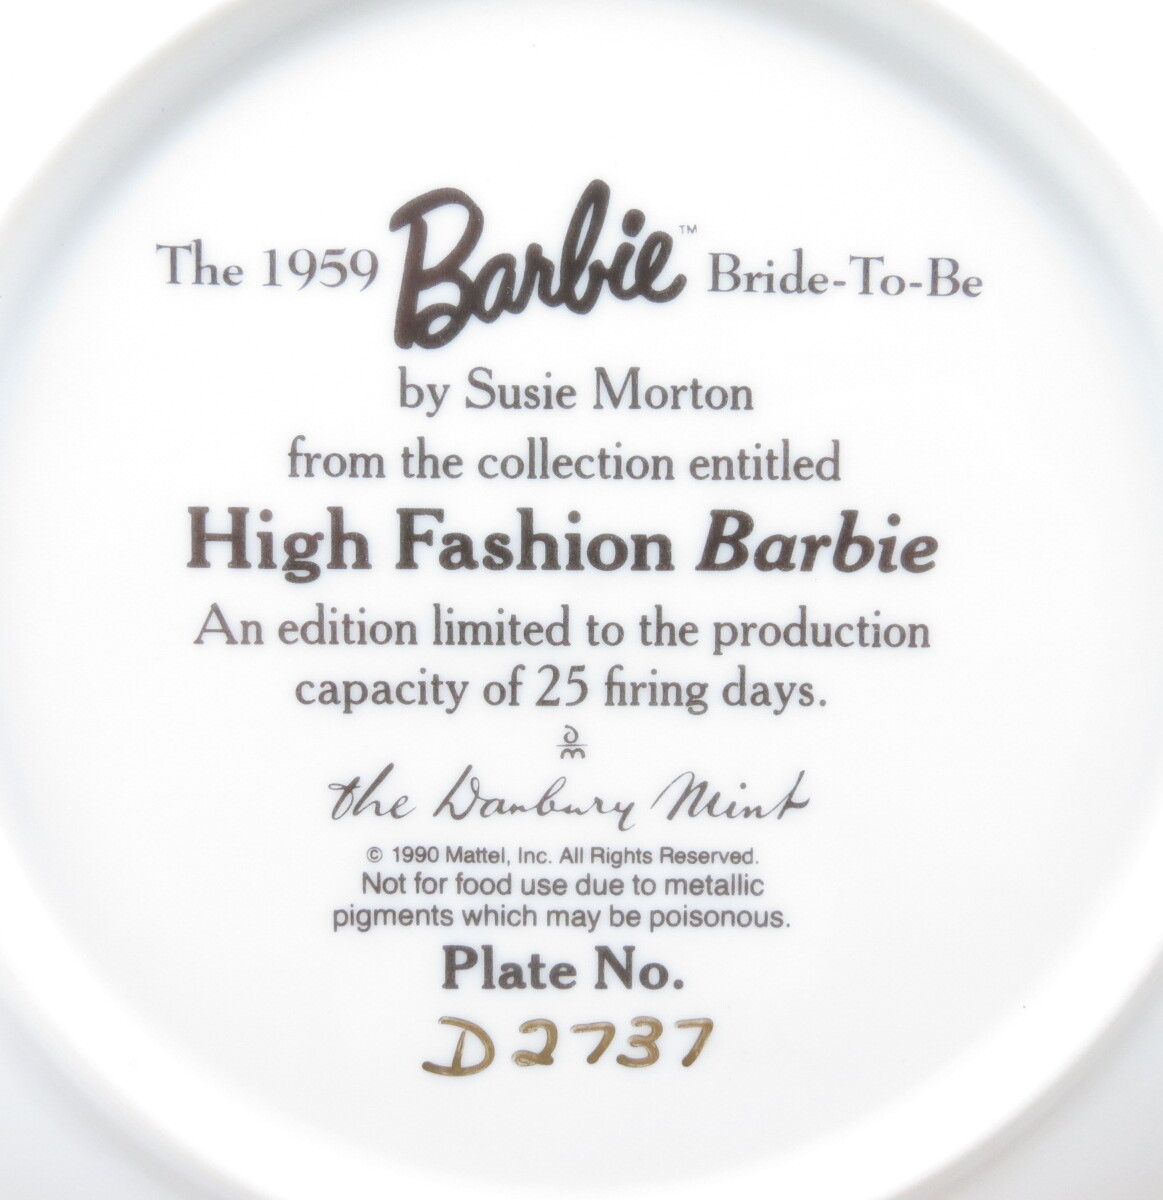 The 1959 Barbie™ Bride-To-Be
by Susie Morton
from the collection entitled
High Fashion Barbie
An edition limited to the production
capacity of 25 firing days.
dm
the Danbury Mint
© 1990 Mattel, Inc. All Rights Reserved.
Not for food use due to metallic
pigments which may be poisonous.
Plate No.
D2737